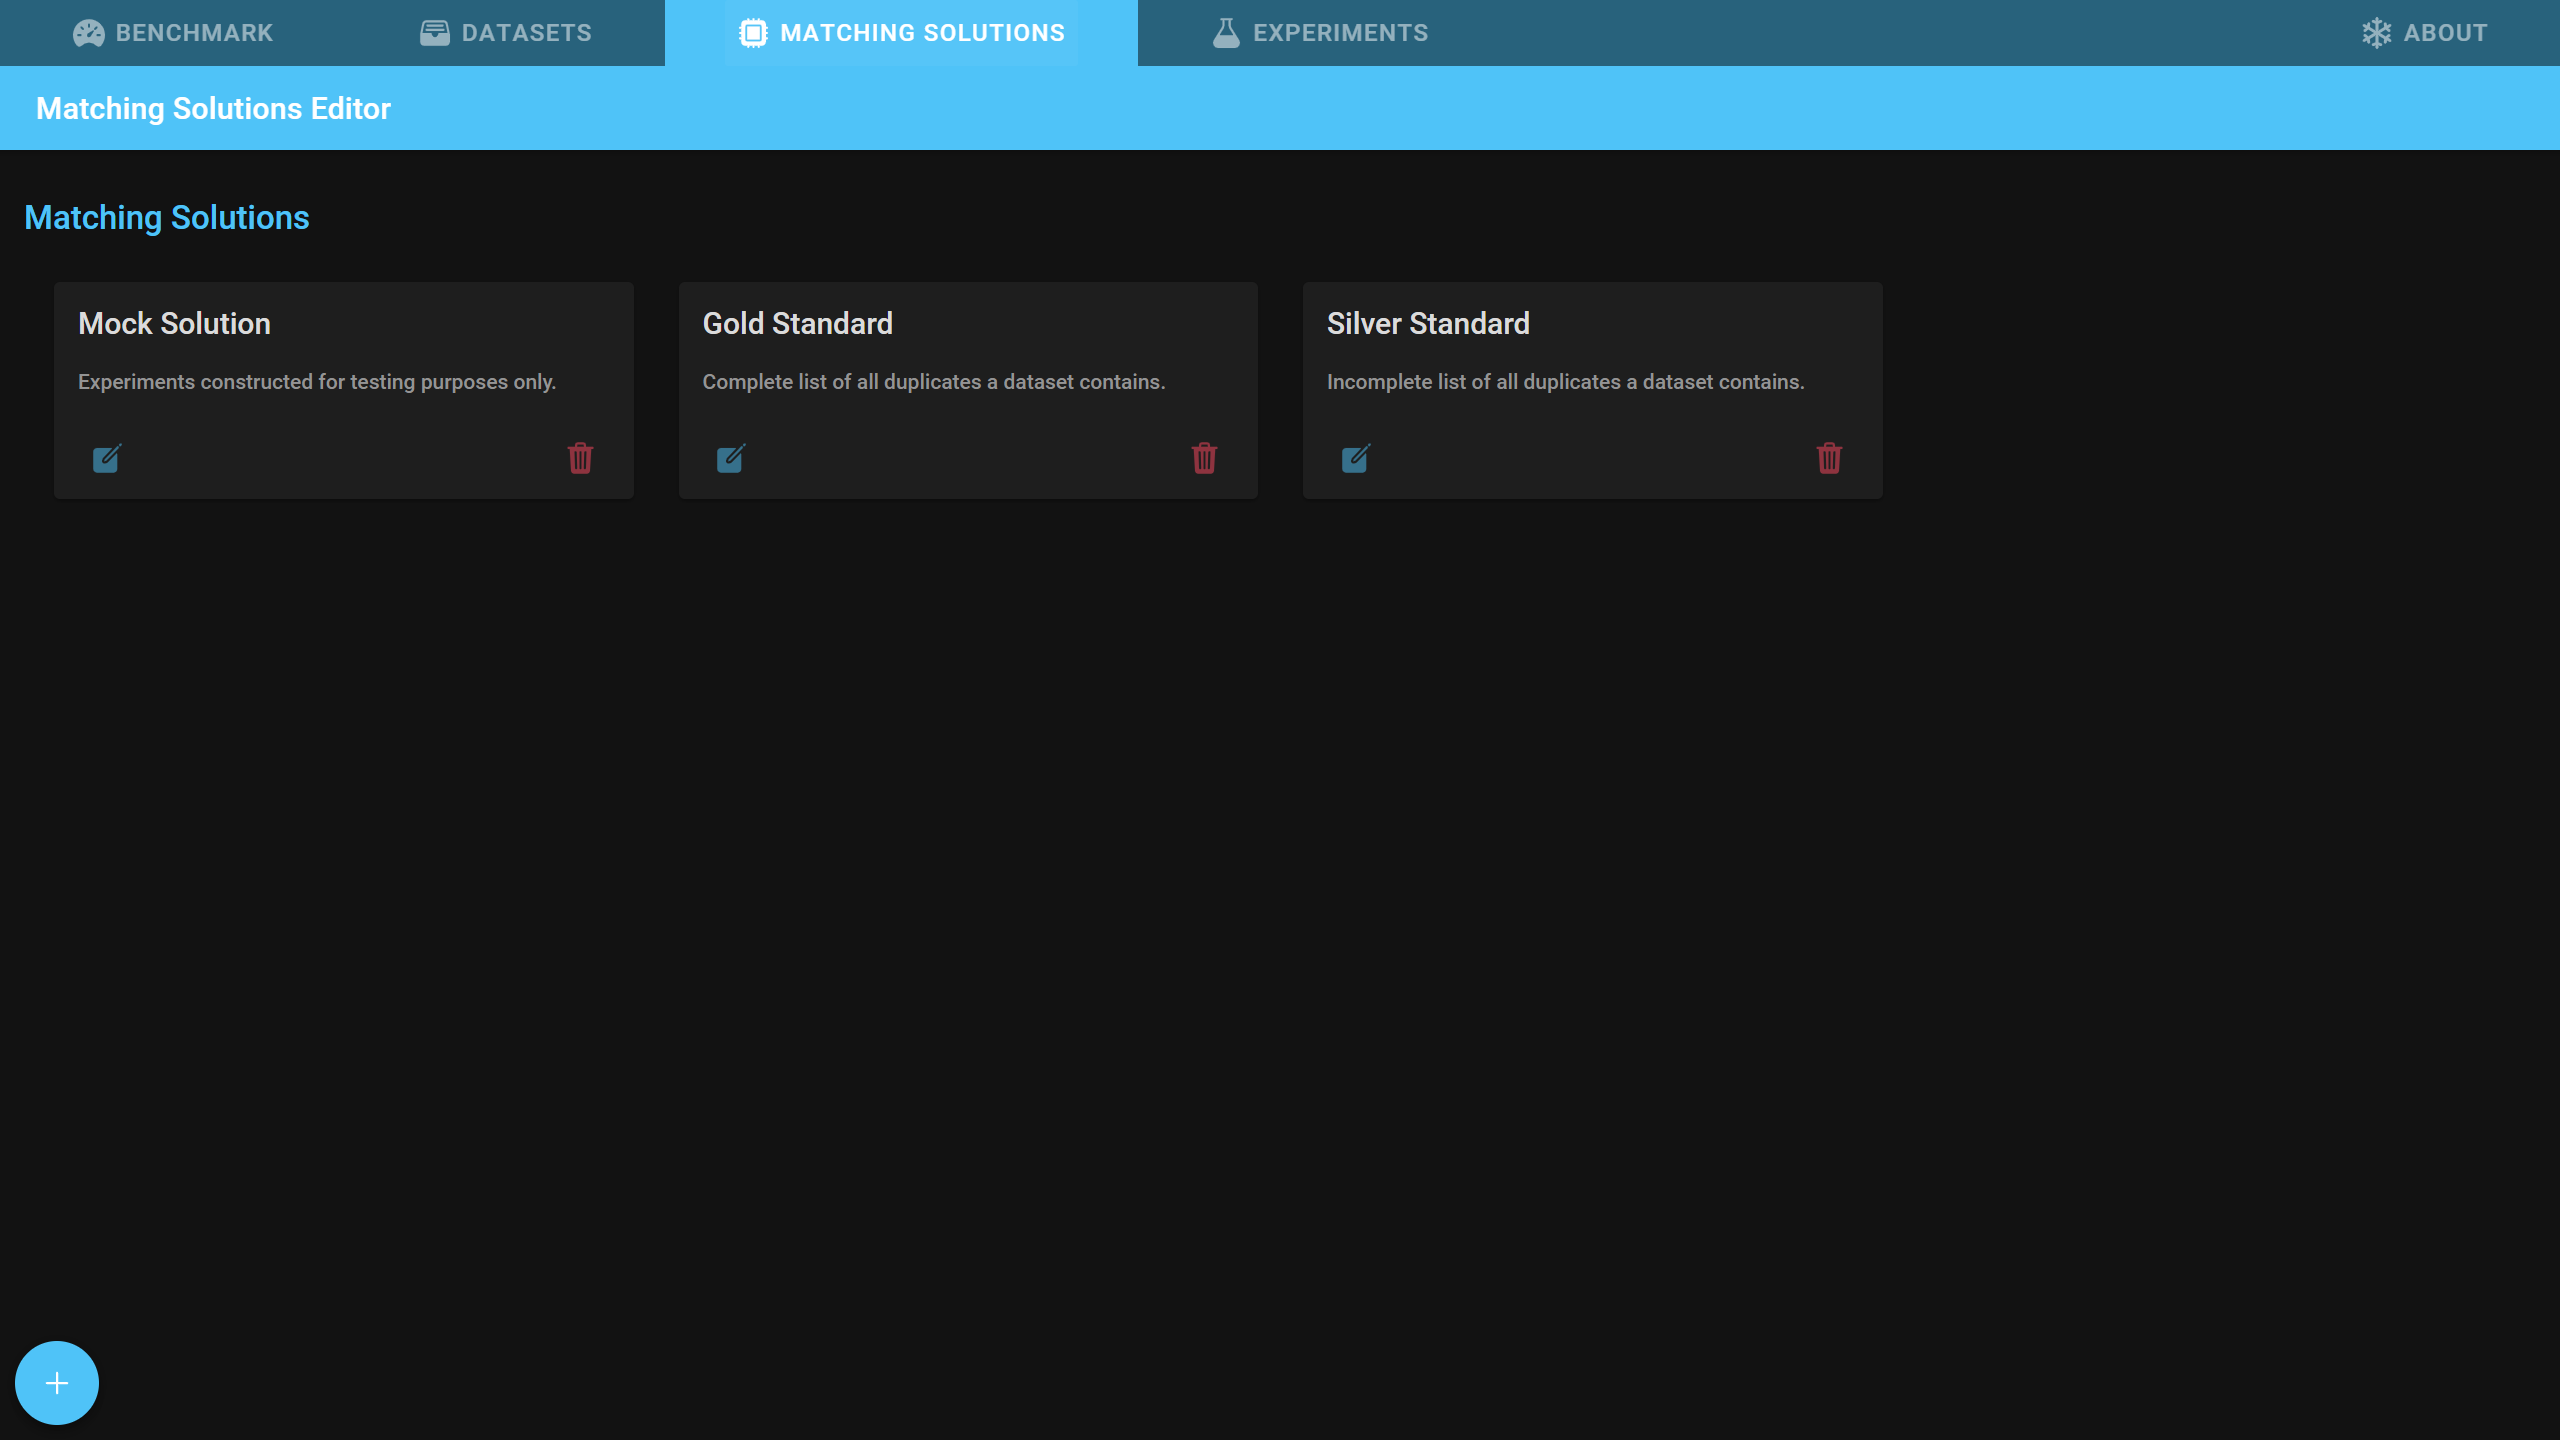 BENCHMARK DATASETS MATCHING SOLUTIONS EXPERIMENTS ABOUT
Matching Solutions Editor
Matching Solutions
Mock Solution
Experiments constructed for testing purposes only.
Gold Standard
Complete list of all duplicates a dataset contains.
Silver Standard
Incomplete list of all duplicates a dataset contains.